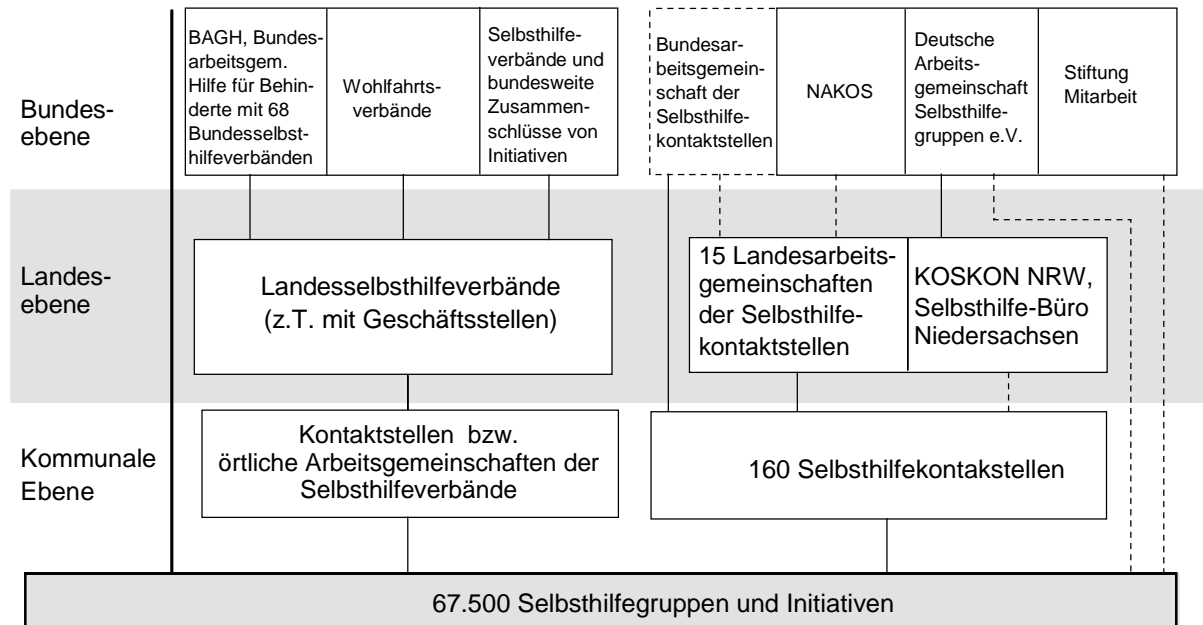 Bundes-
ebene
BAGH, Bundes-
arbeitsgem.
Hilfe für Behin-
derte mit 68
Bundesselbst-
hilfeverbänden
Wohlfahrts-
verbände
Selbsthilfe-
verbände und
bundesweite
Zusammen-
schlüsse von
Initiativen
Bundesar-
beitsgemein-
schaft der
Selbsthilfe-
kontaktstellen
NAKOS
Deutsche
Arbeits-
gemeinschaft
Selbsthilfe-
gruppen e.V.
Stiftung
Mitarbeit
Landes-
ebene
Landesselbsthilfeverbände
(z.T. mit Geschäftsstellen)
15 Landesarbeits-
gemeinschaften
der Selbsthilfe-
kontaktstellen
KOSKON NRW,
Selbsthilfe-Büro
Niedersachsen
Kommunale
Ebene
Kontaktstellen bzw.
örtliche Arbeitsgemeinschaften der
Selbsthilfeverbände
160 Selbsthilfekontakstellen
67.500 Selbsthilfegruppen und Initiativen